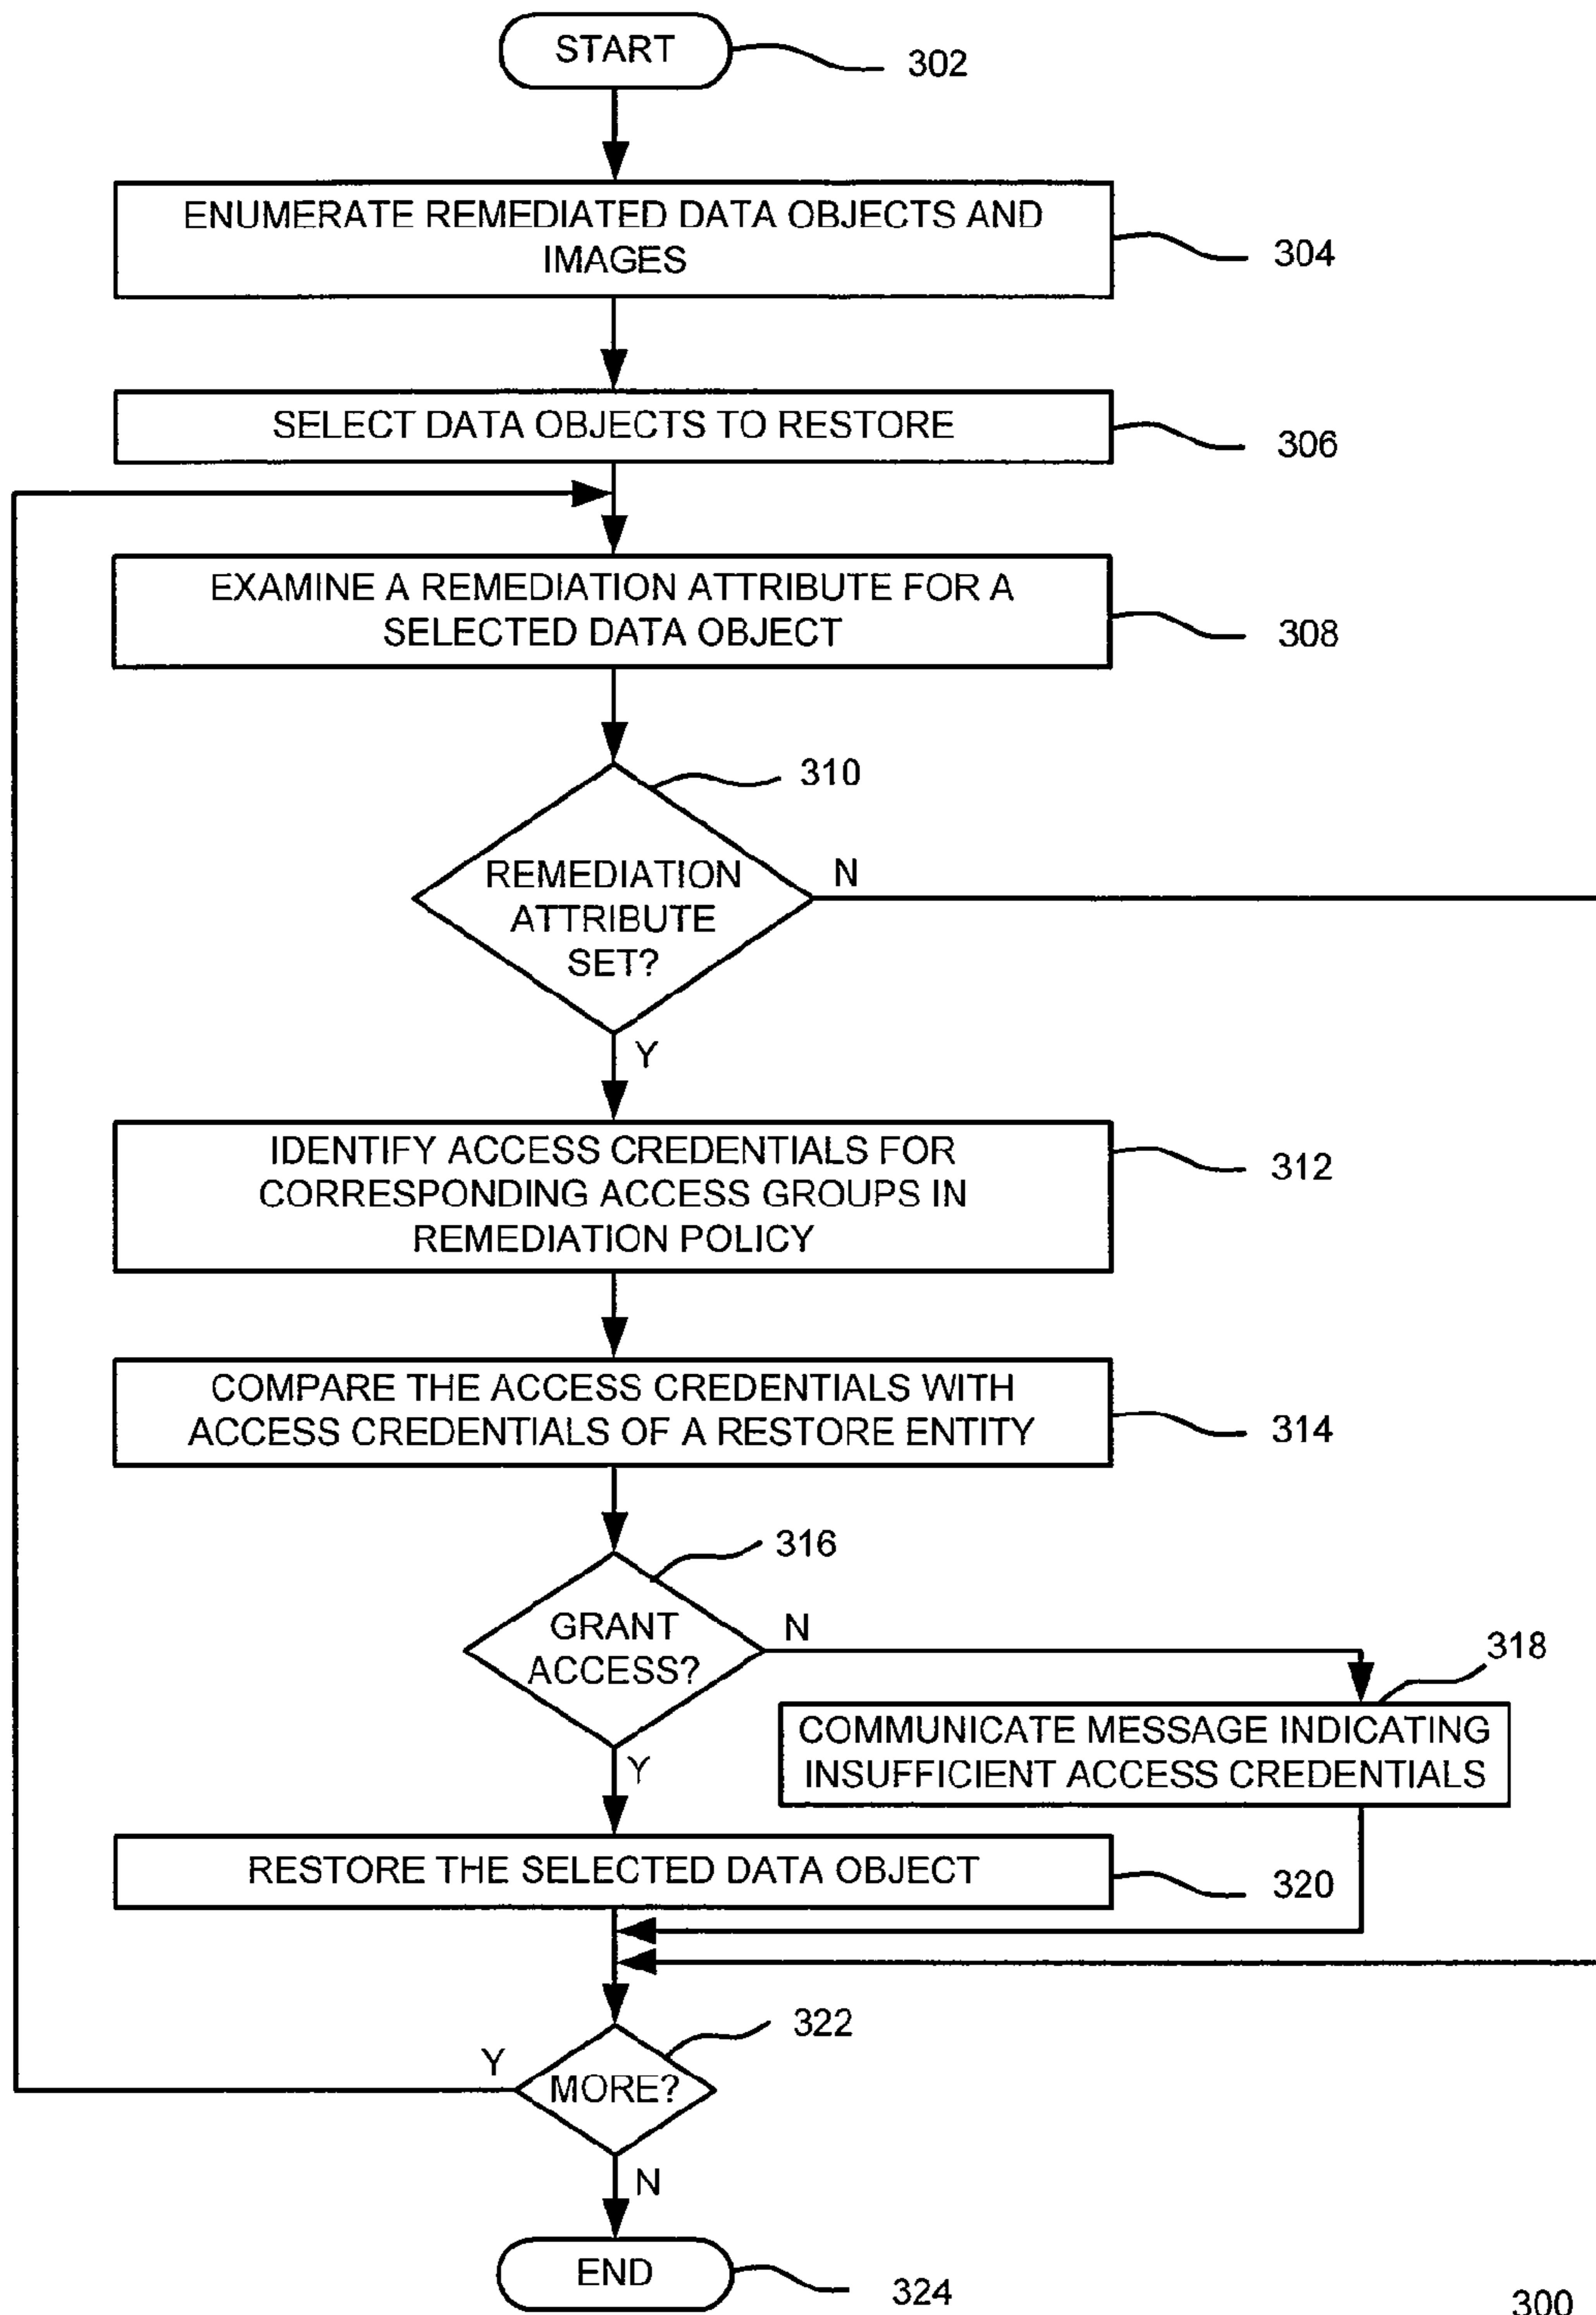 START
302
ENUMERATE REMEDIATED DATA OBJECTS AND
IMAGES
304
SELECT DATA OBJECTS TO RESTORE
306
EXAMINE A REMEDIATION ATTRIBUTE FOR A
SELECTED DATA OBJECT
308
310
REMEDIATION
ATTRIBUTE
SET?
N
Y
IDENTIFY ACCESS CREDENTIALS FOR
CORRESPONDING ACCESS GROUPS IN
REMEDIATION POLICY
312
COMPARE THE ACCESS CREDENTIALS WITH
ACCESS CREDENTIALS OF A RESTORE ENTITY
314
316
GRANT
ACCESS?
N
Y
318
COMMUNICATE MESSAGE INDICATING
INSUFFICIENT ACCESS CREDENTIALS
RESTORE THE SELECTED DATA OBJECT
320
322
MORE?
Y
N
END
324
300